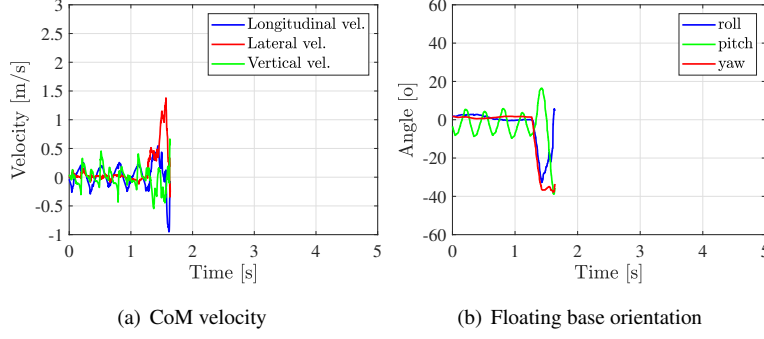 3
2.5
2
1.5
1
0.5
0
-0.5
-1
0 1 2 3 4 5
Velocity [m/s]
Time [s]
Longitudinal vel.
Lateral vel.
Vertical vel.
(a) CoM velocity
60
40
20
0
-20
-40
-60
0 1 2 3 4 5
Angle [o]
Time [s]
roll
pitch
yaw
(b) Floating base orientation